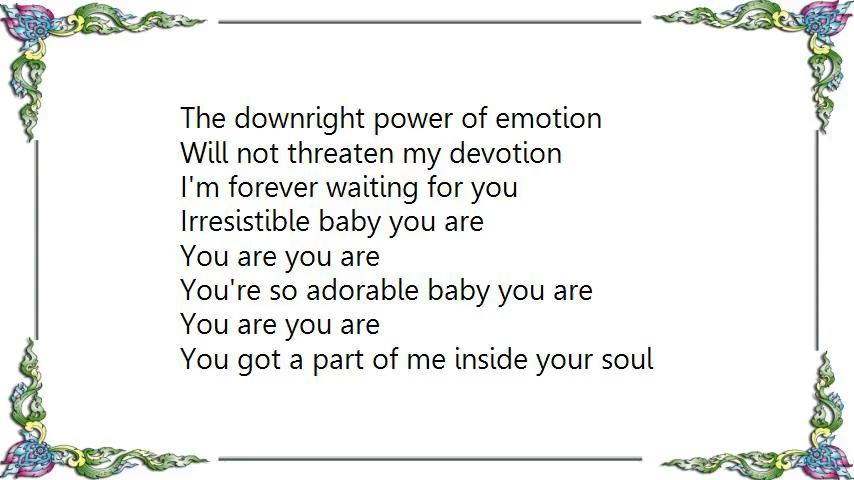 The downright power of emotion
Will not threaten my devotion
I'm forever waiting for you
Irresistible baby you are
You are you are
You're so adorable baby you are
You are you are
You got a part of me inside your soul